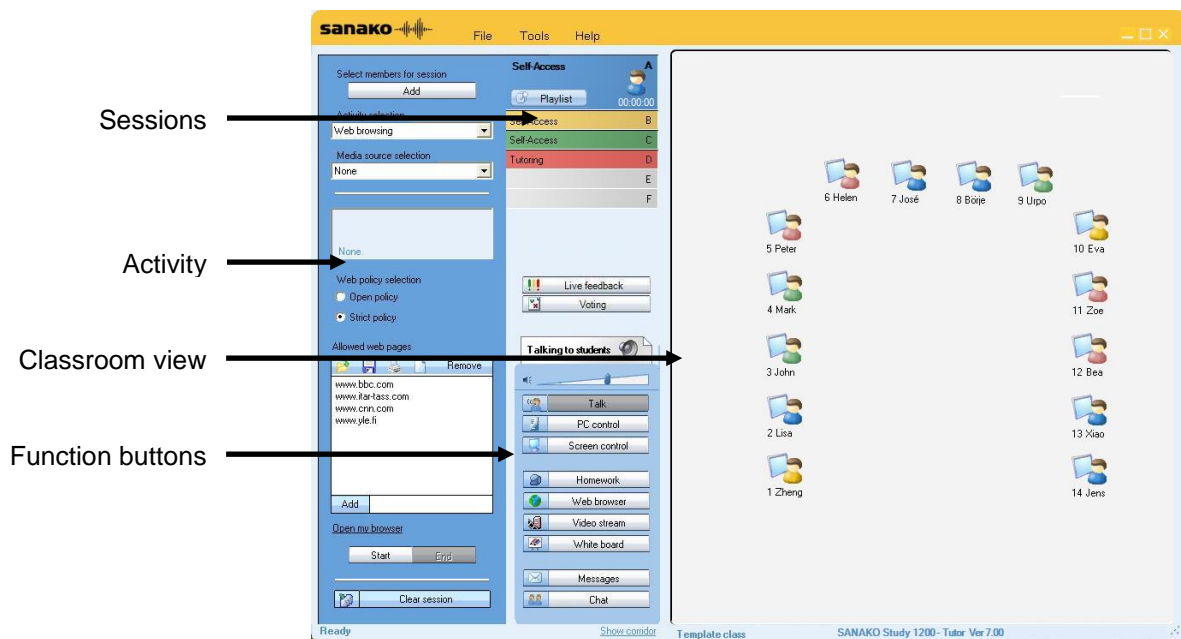 sanako
File Tools Help
Sessions
Activity
Classroom view
Function buttons
Select members for session
Add
Activity selection
Web browsing
Media source selection
None
None
Web policy selection
Open policy
Strict policy
Allowed web pages
Remove
www.bbc.com
www.itar-tass.com
www.cnn.com
www.yle.fi
Add
Open my browser
Start End
Clear session
Self-Access A
Playlist 00:00:00
Self-Access B
Self-Access C
Tutoring D
E
F
Live feedback
Voting
Talking to students
Talk
PC control
Screen control
Homework
Web browser
Video stream
White board
Messages
Chat
6 Helen 7 José 8 Börje 9 Urpo
5 Peter 10 Eva
4 Mark 11 Zoe
3 John 12 Bea
2 Lisa 13 Xiao
1 Zheng 14 Jens
Ready Show corridor Template class SANAKO Study 1200 - Tutor Ver 7.00